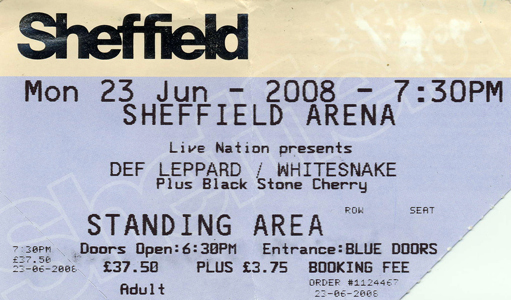 Sheffield
Mon 23 Jun - 2008 - 7:30PM
SHEFFIELD ARENA
Live Nation presents
DEF LEPPARD / WHITESNAKE
Plus Black Stone Cherry
ROW SEAT
STANDING AREA
7:30PM Doors Open:6:30PM Entrance:BLUE DOORS
£37.50
23-06-2008 £37.50 PLUS £3.75 BOOKING FEE
ORDER #1124467
Adult 23-06-2008